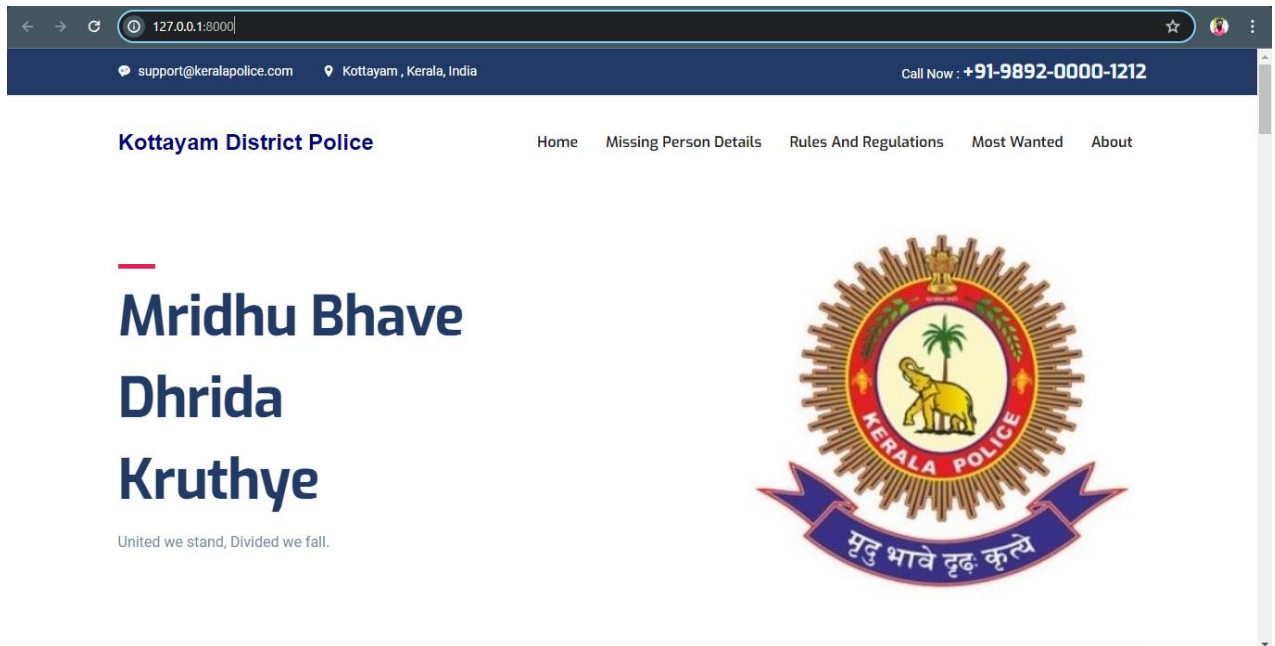 127.0.0.1:8000
support@keralapolice.com Kottayam , Kerala, India Call Now : +91-9892-0000-1212
Kottayam District Police Home Missing Person Details Rules And Regulations Most Wanted About
Mridhu Bhave
Dhrida
Kruthye
United we stand, Divided we fall.
KERALA POLICE
मृदु भावे दृढः कृत्ये